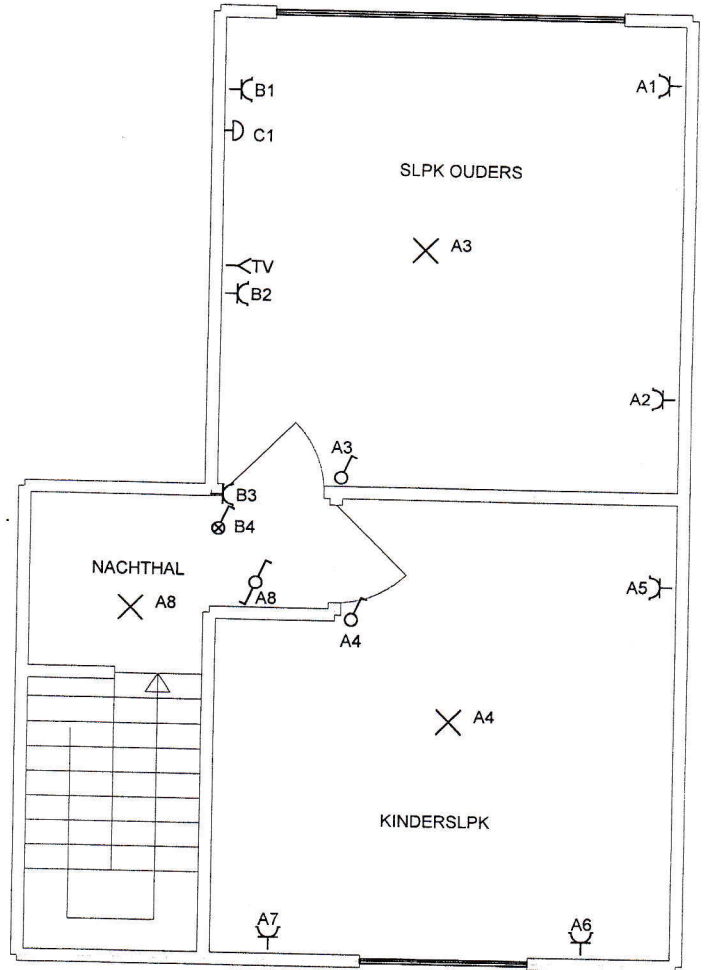 B1
A1
C1
SLPK OUDERS
A3
TV
B2
A2
A3
B3
B4
NACHTHAL
A8
A8
A5
A4
A4
KINDERSLPK
A7
A6